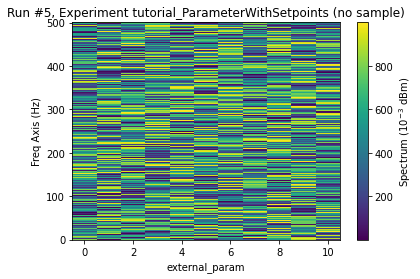 Run #5, Experiment tutorial_ParameterWithSetpoints (no sample)
500
400
300
200
100
0
Freq Axis (Hz)
0 2 4 6 8 10
external_param
800
600
400
200
Spectrum (10⁻³ dBm)